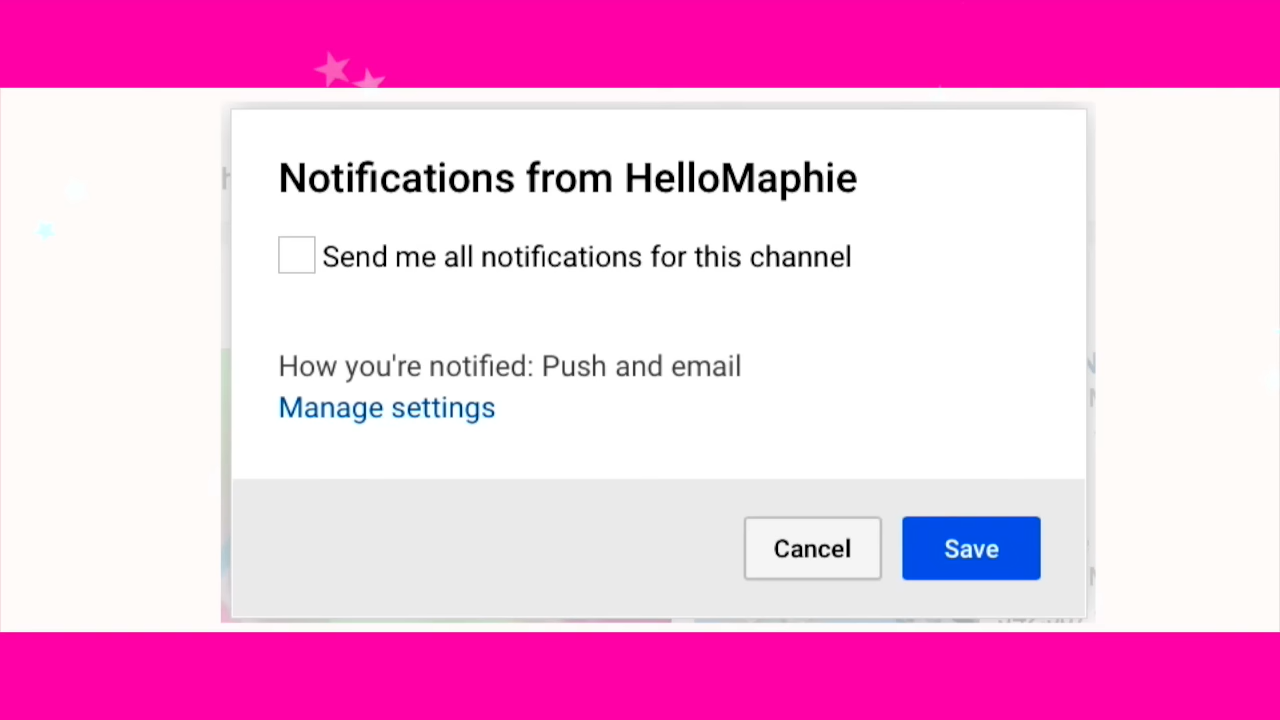 Notifications from HelloMaphie
Send me all notifications for this channel
How you're notified: Push and email
Manage settings
Cancel
Save